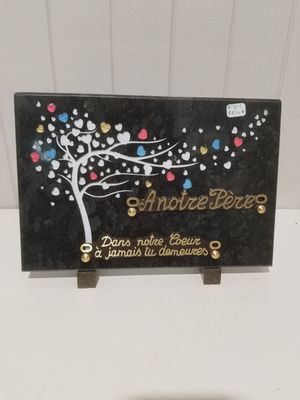 A notre Père
Dans notre Coeur
à jamais tu demeures